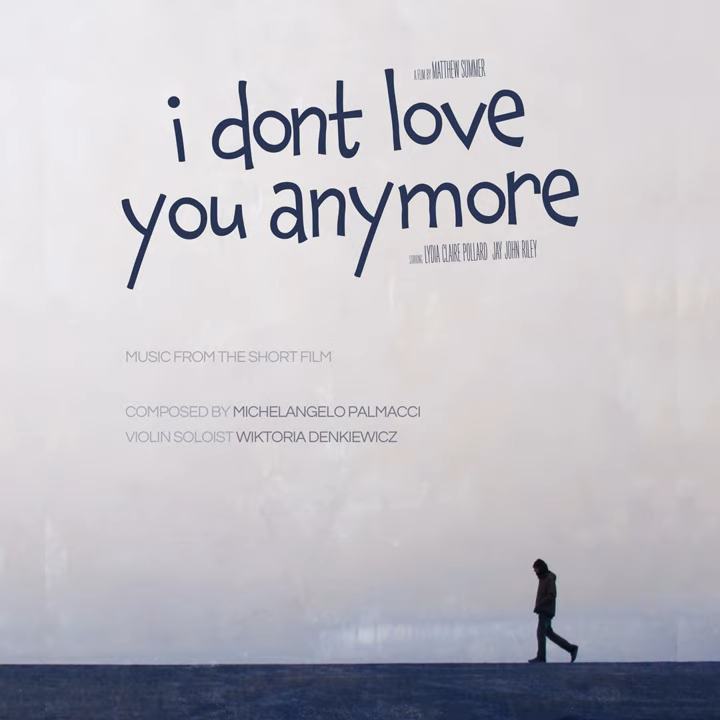 A FILM BY MATTHEW SUMMER
i dont love
you anymore
STARRING LYDIA CLAIRE POLLARD JAY JOHN RILEY
MUSIC FROM THE SHORT FILM
COMPOSED BY MICHELANGELO PALMACCI
VIOLIN SOLOIST WIKTORIA DENKIEWICZ